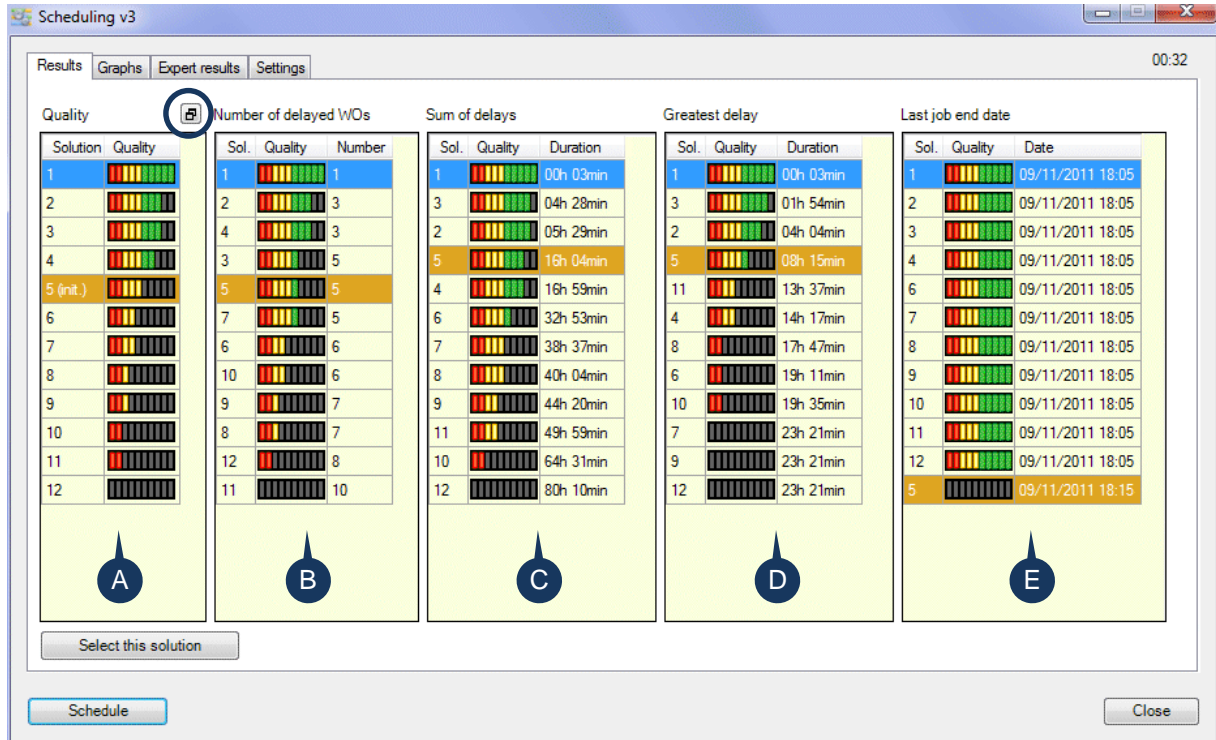 Scheduling v3
Results Graphs Expert results Settings 00:32
Quality Number of delayed WOs Sum of delays Greatest delay Last job end date
Solution Quality Sol. Quality Number Sol. Quality Duration Sol. Quality Duration Sol. Quality Date
1 1 1 1 00h 03min 1 00h 03min 1 09/11/2011 18:05
2 2 3 3 04h 28min 3 01h 54min 2 09/11/2011 18:05
3 4 3 2 05h 29min 2 04h 04min 3 09/11/2011 18:05
4 3 5 5 16h 04min 5 08h 15min 4 09/11/2011 18:05
5 (init.) 5 5 4 16h 59min 11 13h 37min 6 09/11/2011 18:05
6 7 5 6 32h 53min 4 14h 17min 7 09/11/2011 18:05
7 6 6 7 38h 37min 8 17h 47min 8 09/11/2011 18:05
8 10 6 8 40h 04min 6 19h 11min 9 09/11/2011 18:05
9 9 7 9 44h 20min 10 19h 35min 10 09/11/2011 18:05
10 8 7 11 49h 59min 7 23h 21min 11 09/11/2011 18:05
11 12 8 10 64h 31min 9 23h 21min 12 09/11/2011 18:05
12 11 10 12 80h 10min 12 23h 21min 5 09/11/2011 18:15
A B C D E
Select this solution
Schedule Close